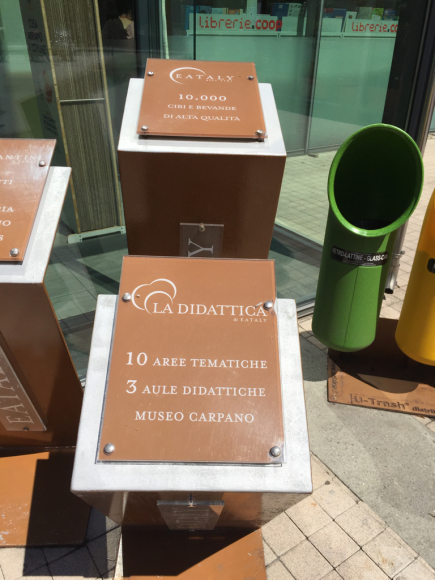 librerie.coop
librerie.co
EATALY
10.000
CIBI E BEVANDE
DI ALTA QUALITÀ
LA DIDATTICA
di EATALY
10 AREE TEMATICHE
3 AULE DIDATTICHE
MUSEO CARPANO
U-Trash